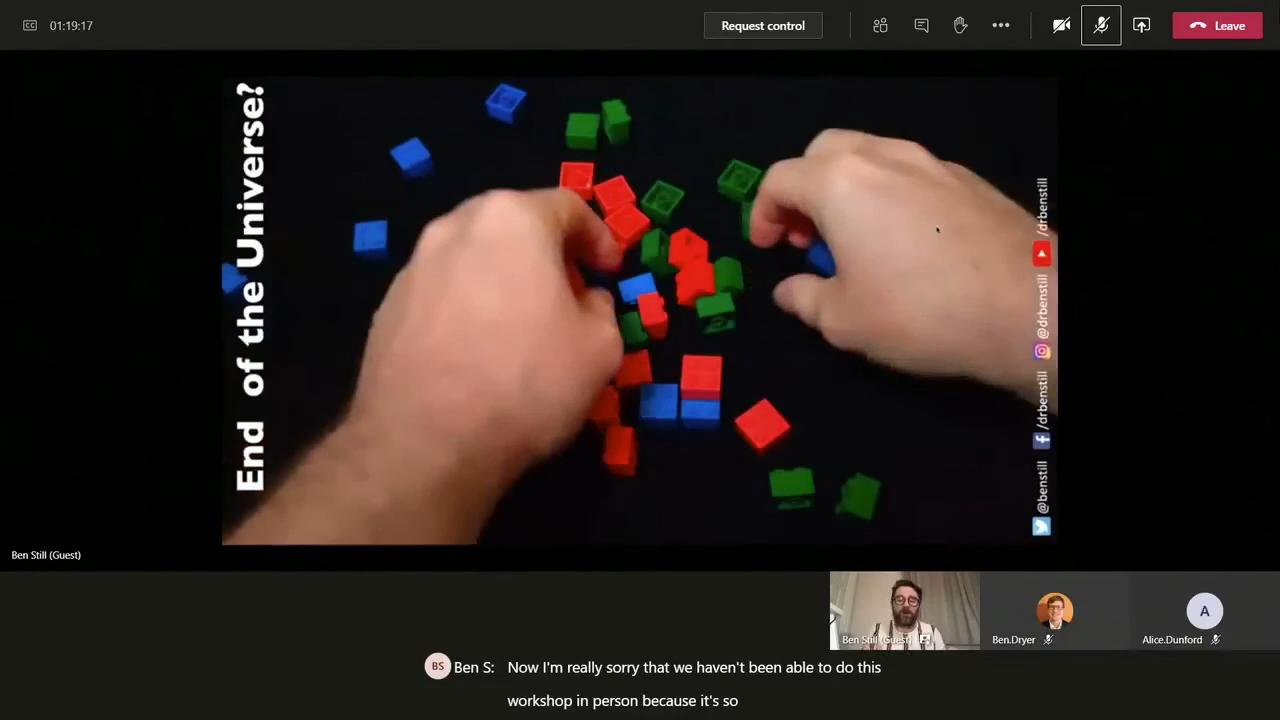 CC
01:19:17
Request control
Leave
End of the Universe?
@benstill
/drbenstill
@drbenstill
/drbenstill
Ben Still (Guest)
Ben Still (Guest)
Ben.Dryer
A
Alice.Dunford
BS
Ben S: Now I'm really sorry that we haven't been able to do this
workshop in person because it's so